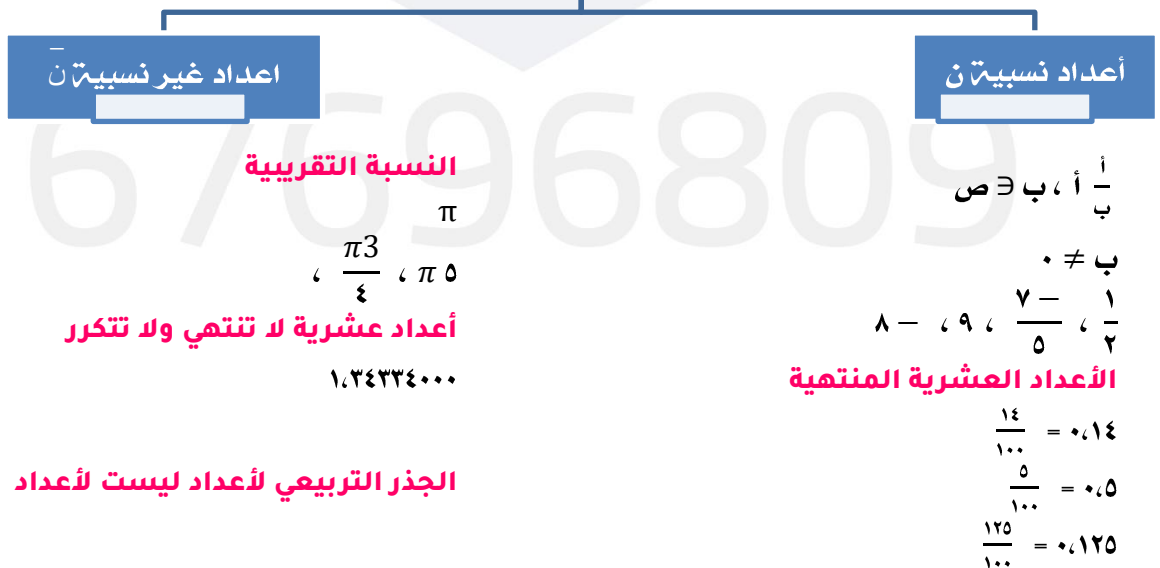 أعداد نسبية ن
أ/ب أ ، ب ∈ ص
ب ≠ ٠
١/٢ ، −٧/٥ ، ٩ ، −٨
الأعداد العشرية المنتهية
٠،١٤ = ١٤/١٠٠
٠،٥ = ٥/١٠٠
٠،١٢٥ = ١٢٥/١٠٠
اعداد غير نسبية ن̅
النسبة التقريبية
π
٥ π ، π3/٤ ،
أعداد عشرية لا تنتهي ولا تتكرر
١،٣٤٣٣٤٠٠٠
الجذر التربيعي لأعداد ليست لأعداد
67696809